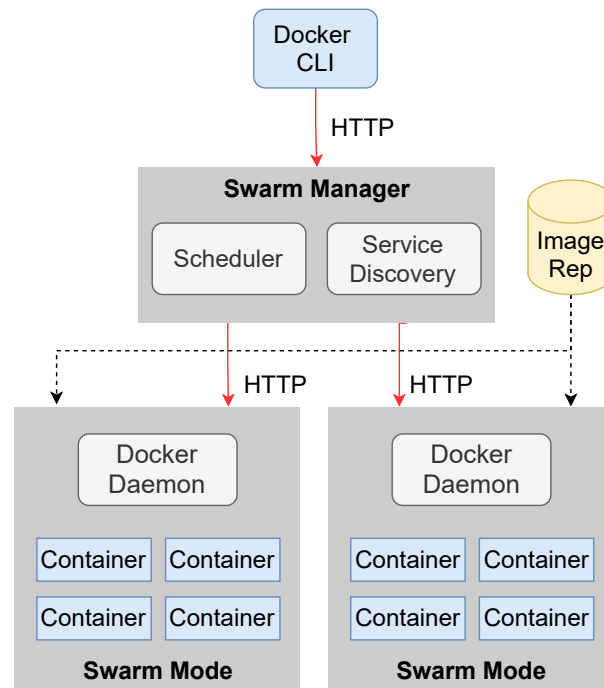 Docker
CLI
HTTP
Swarm Manager
Scheduler
Service
Discovery
Image
Rep
HTTP
HTTP
Docker
Daemon
Container
Container
Container
Container
Swarm Mode
Docker
Daemon
Container
Container
Container
Container
Swarm Mode